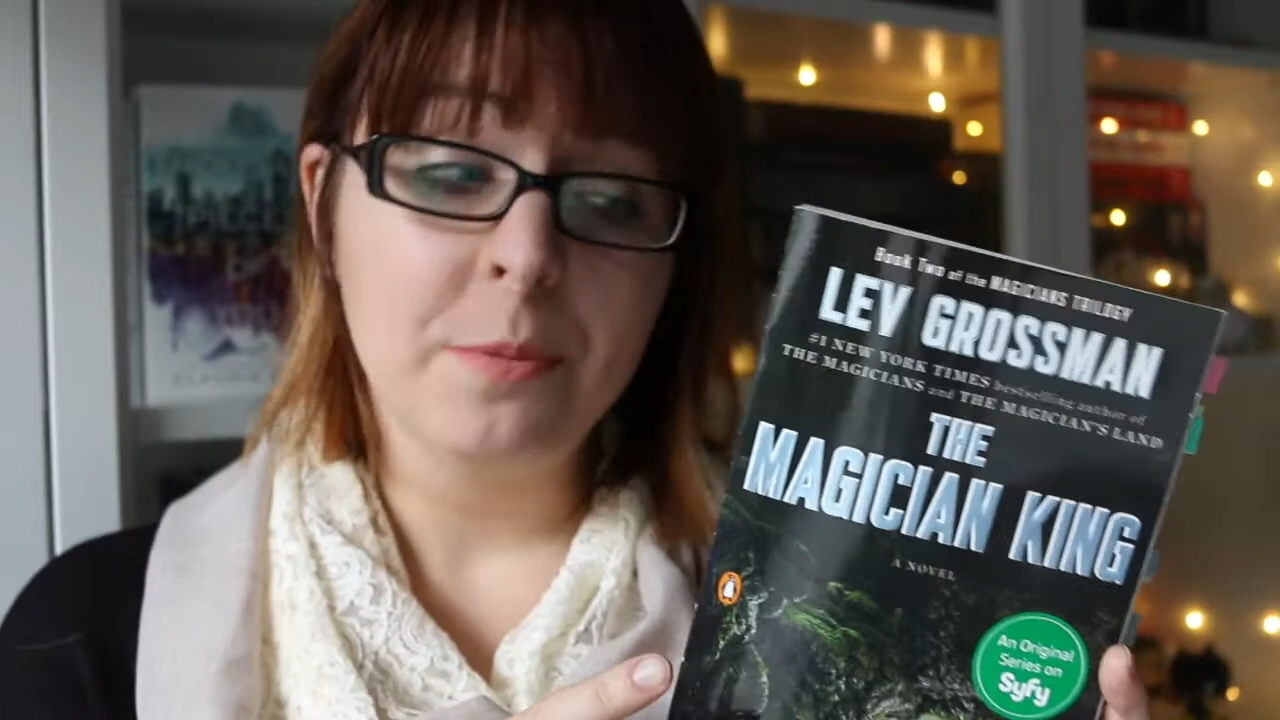 Book Two of the MAGICIANS TRILOGY
LEV GROSSMAN
#1 NEW YORK TIMES bestselling author of
THE MAGICIANS and THE MAGICIAN'S LAND
THE
MAGICIAN KING
A NOVEL
An Original
Series on
Syfy